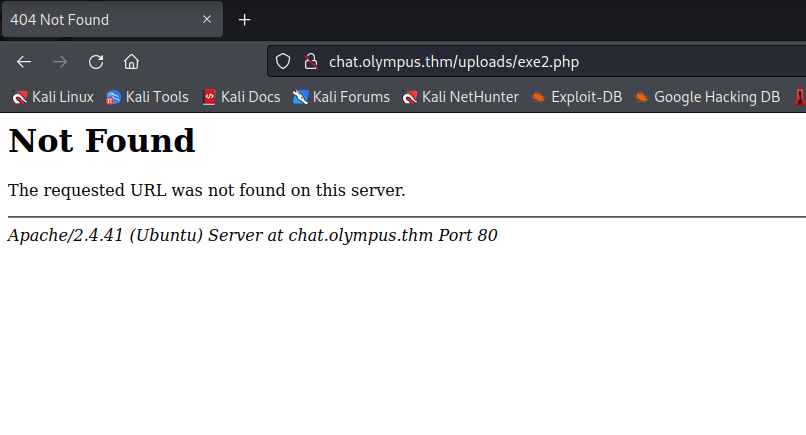 404 Not Found
chat.olympus.thm/uploads/exe2.php
Kali Linux Kali Tools Kali Docs Kali Forums Kali NetHunter Exploit-DB Google Hacking DB
Not Found
The requested URL was not found on this server.
Apache/2.4.41 (Ubuntu) Server at chat.olympus.thm Port 80